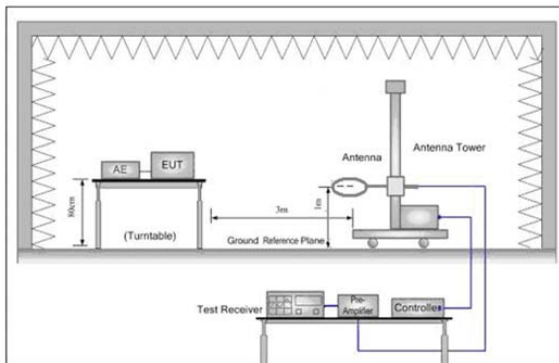 AE
EUT
80cm
(Turntable)
3m
Antenna
Antenna Tower
1m
Ground Reference Plane
Test Receiver
Pre-
Amplifier
Controller